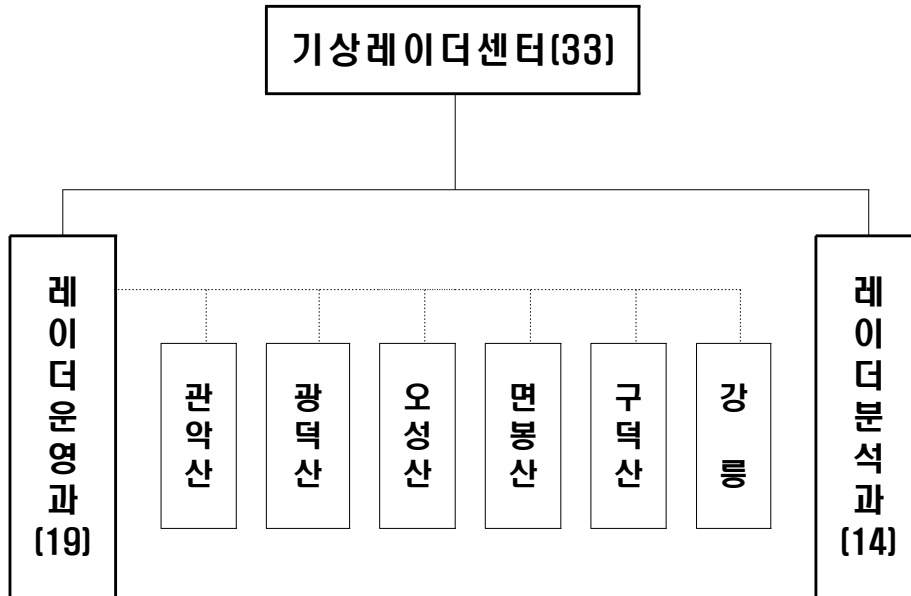 기상레이더센터(33)
레이더운영과
(19)
관악산
광덕산
오성산
면봉산
구덕산
강릉
레이더분석과
(14)